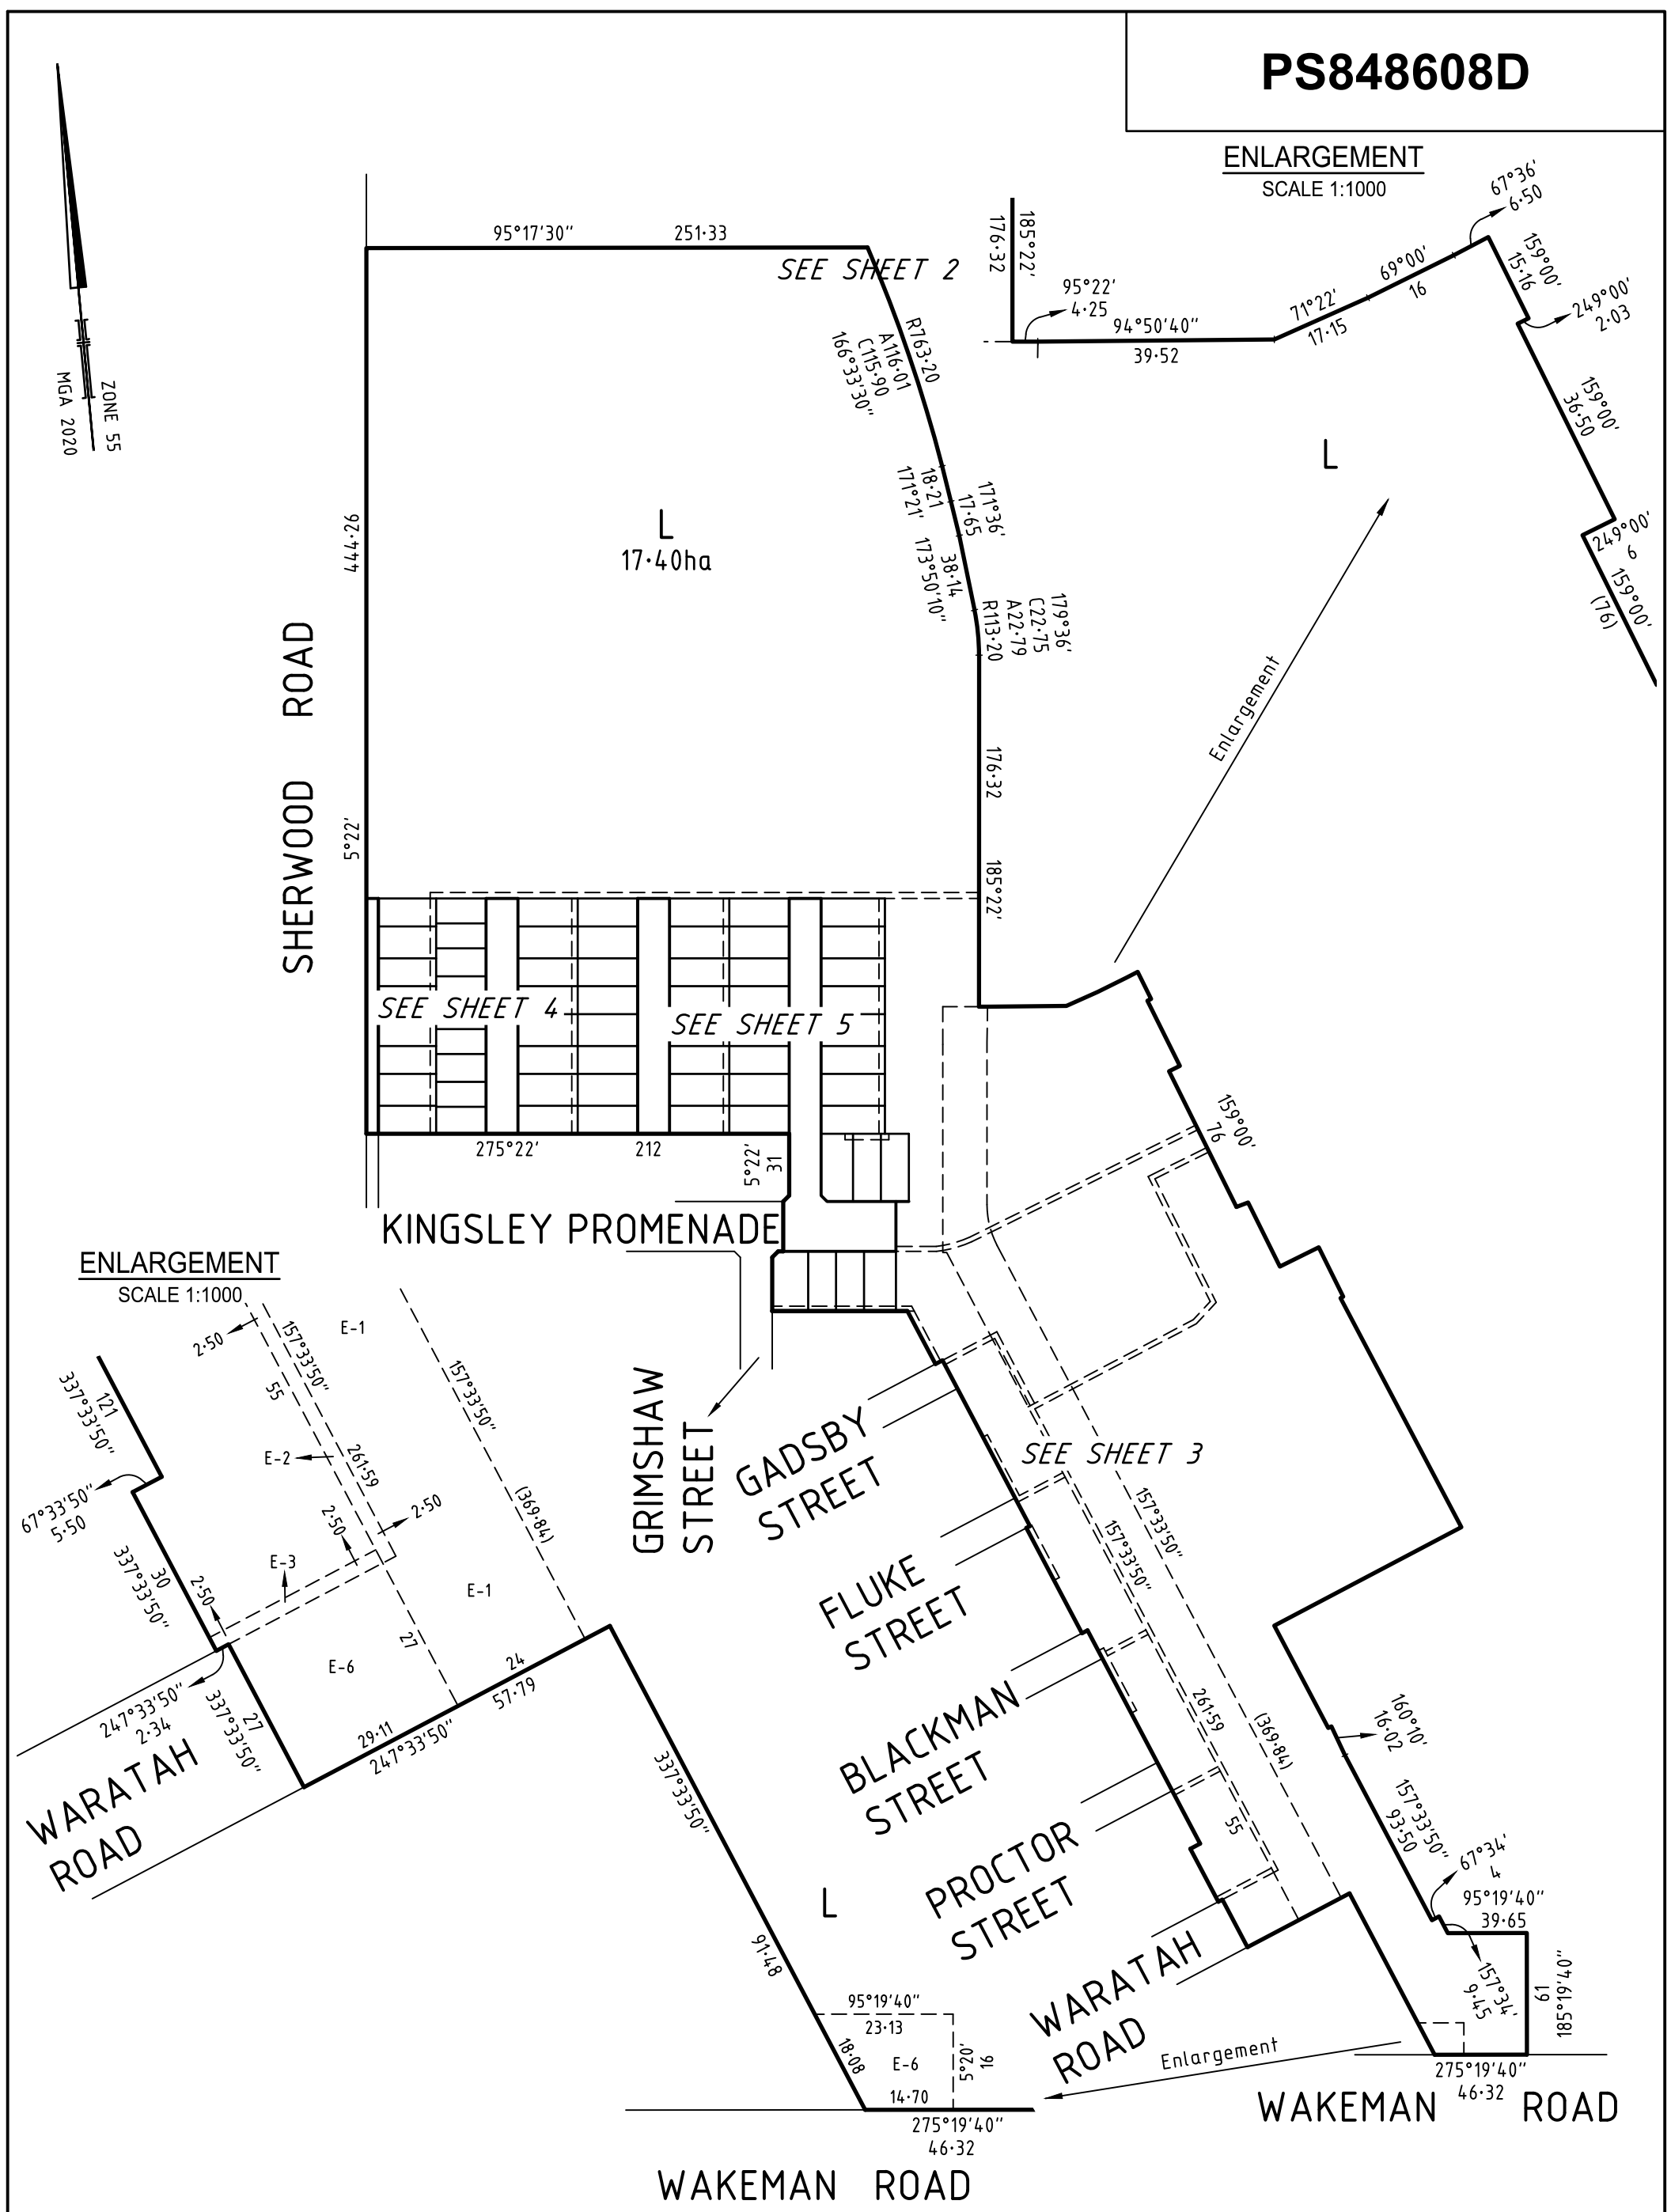 PS848608D
ENLARGEMENT
SCALE 1:1000
67°36'
6·50
176·32
185°22'
95°22'
4·25
94°50'40"
39·52
71°22'
17·15
69°00'
16
159°00'
15·16
249°00'
2·03
159°00'
36·50
249°00'
6
159°00'
(76)
L
Enlargement
ZONE 55
MGA 2020
95°17'30"
251·33
SEE SHEET 2
R763·20
A116·01
C115·90
166°33'30"
18·21
171°21'
171°36'
17·65
38·14
173°50'10"
179°36'
C22·75
A22·79
R113·20
L
17·40ha
474·26
5°22'
SHERWOOD ROAD
176·32
185°22'
SEE SHEET 4
SEE SHEET 5
275°22'
212
5°22'
31
159°00'
76
KINGSLEY PROMENADE
ENLARGEMENT
SCALE 1:1000
2·50
157°33'50"
55
E-1
157°33'50"
(369·84)
121
337°33'50"
E-2
261·59
67°33'50"
5·50
2·50
2·50
30
337°33'50"
E-3
2·50
E-1
27
E-6
24
57·79
29·11
247°33'50"
247°33'50"
2·34
27
337°33'50"
WARATAH
ROAD
GRIMSHAW
STREET
GADSBY
STREET
SEE SHEET 3
FLUKE
STREET
157°33'50"
157°33'50"
BLACKMAN
STREET
261·59
(369·84)
PROCTOR
STREET
55
WARATAH
ROAD
337°33'50"
91·48
L
95°19'40"
23·13
18·08
E-6
5°20'
16
14·70
275°19'40"
46·32
WAKEMAN ROAD
Enlargement
160°10'
16·02
157°33'50"
93·50
67°34'
4
95°19'40"
39·65
157°34'
9·45
61
185°19'40"
275°19'40"
46·32
WAKEMAN ROAD